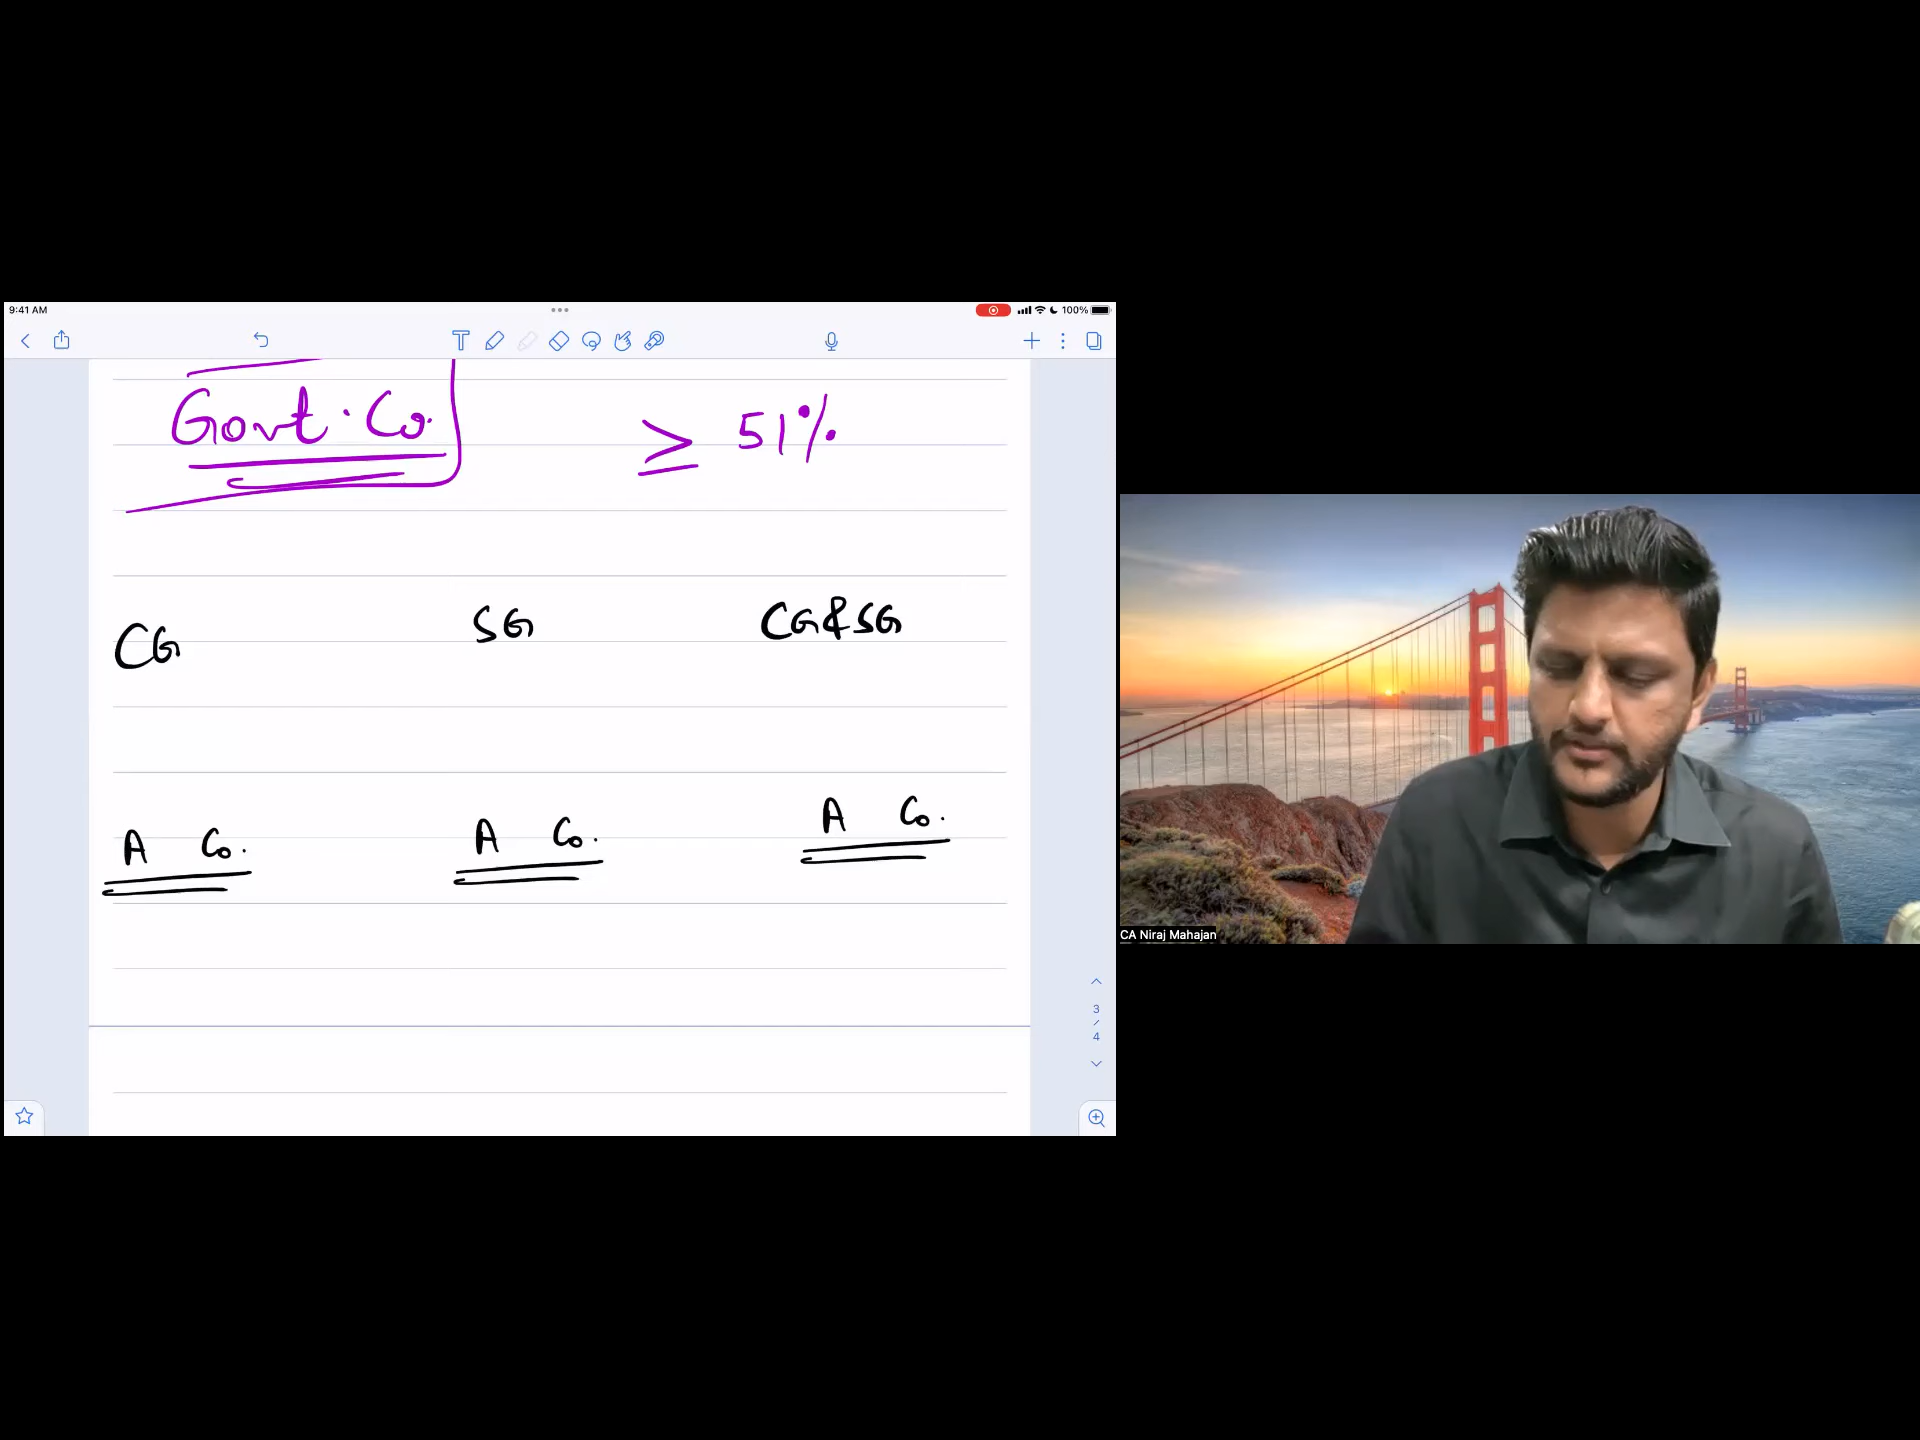 9:41 AM
100%
Govt. Co.
≥ 51%
CG SG CG & SG
A Co. A Co. A Co.
CA Niraj Mahajan
3
/
4